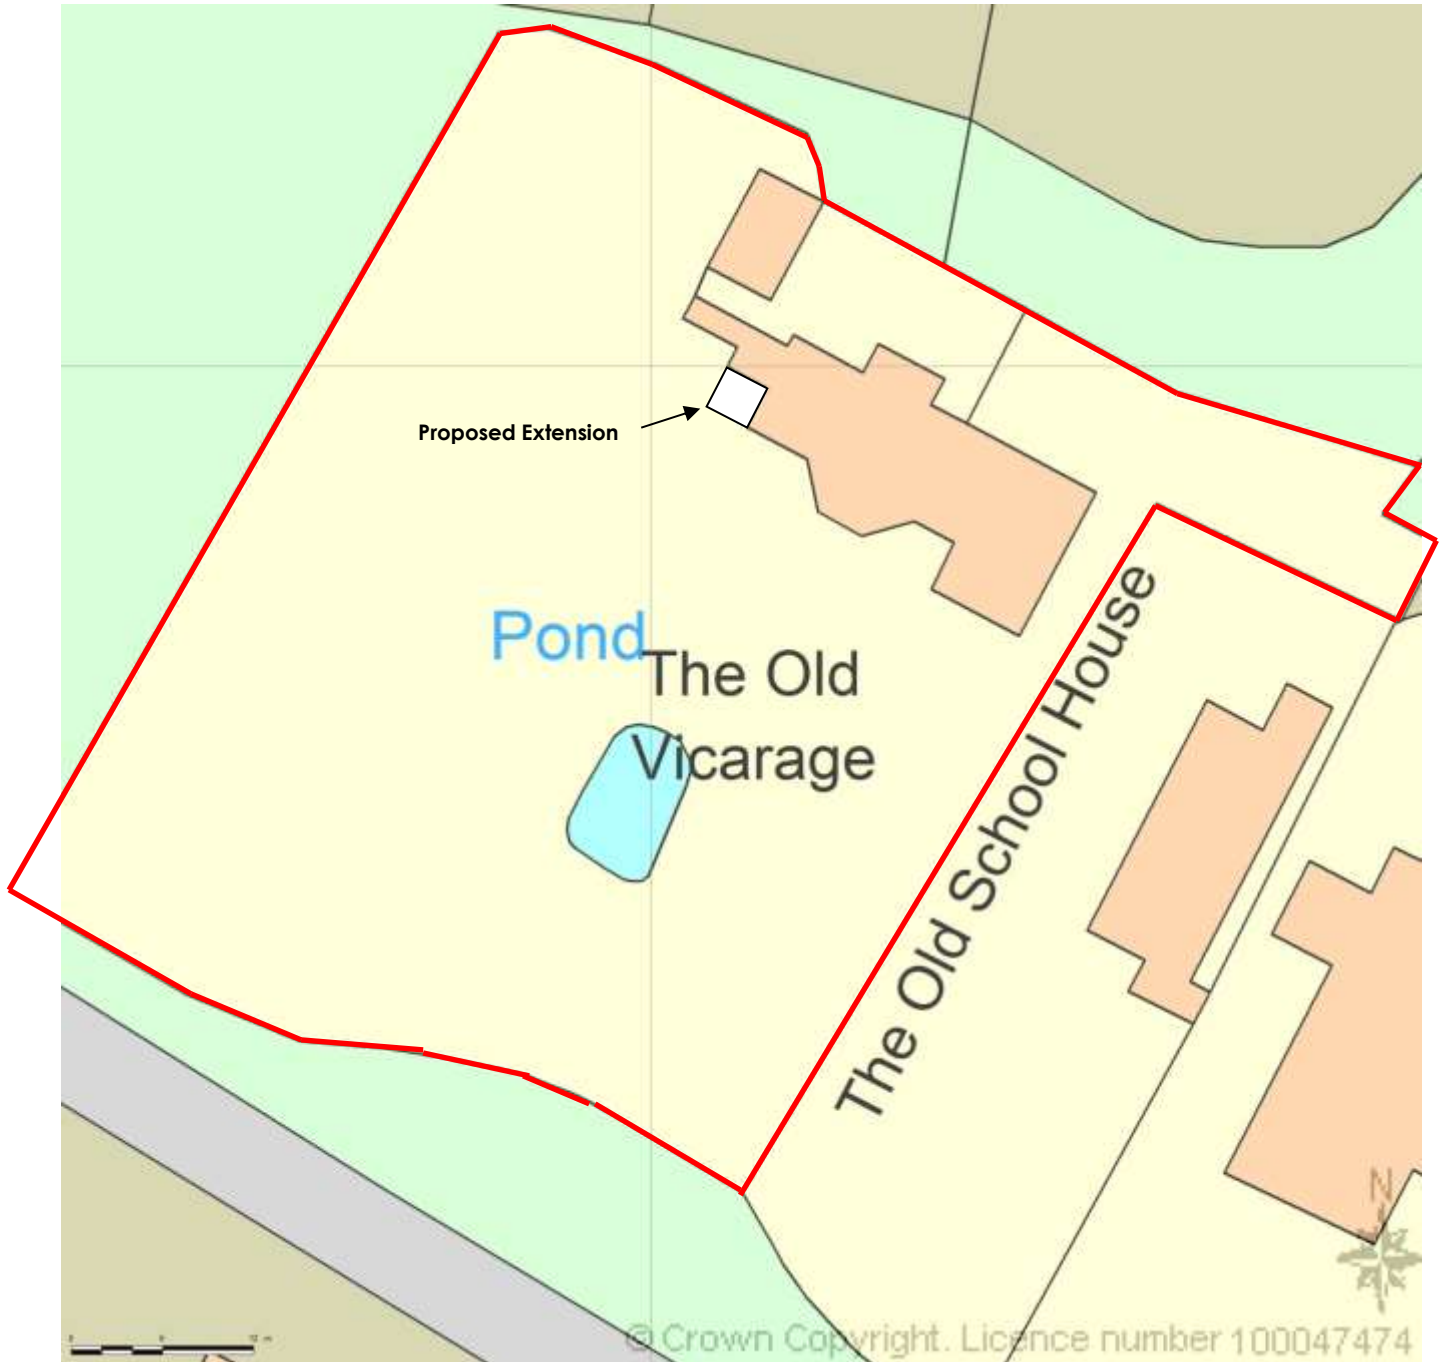 Proposed Extension
Pond
The Old
Vicarage
The Old School House
N
© Crown Copyright. Licence number 100047474